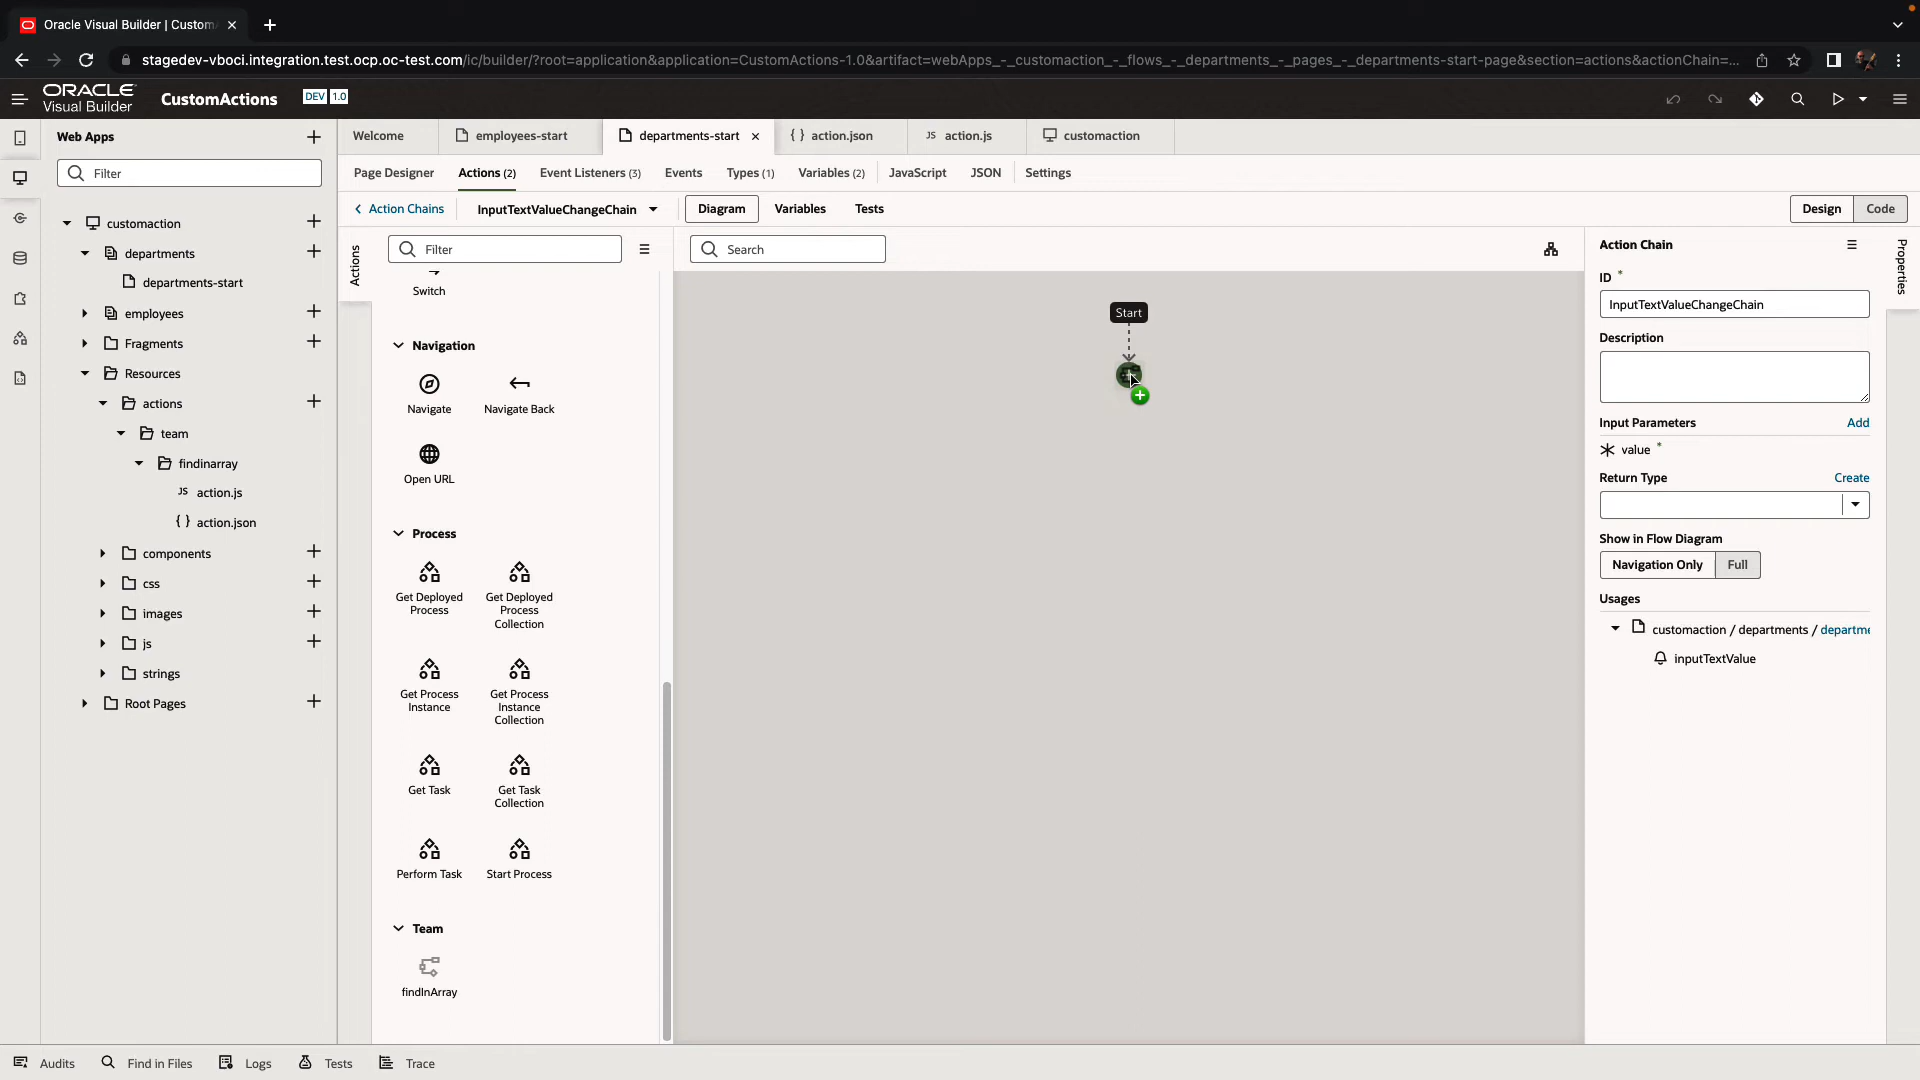 Oracle Visual Builder | Custom
stagedev-vboci.integration.test.ocp.oc-test.com/ic/builder/?root=application&application=CustomActions-1.0&artifact=webApps_-_customaction_-_flows_-_departments_-_pages_-_departments-start-page&section=actions&actionChain=...
ORACLE
Visual Builder
CustomActions
DEV 1.0
Web Apps
Welcome
employees-start
departments-start
{ } action.json
JS action.js
customaction
Filter
Page Designer
Actions (2)
Event Listeners (3)
Events
Types (1)
Variables (2)
JavaScript
JSON
Settings
Action Chains
InputTextValueChangeChain
Diagram
Variables
Tests
Design
Code
customaction
departments
departments-start
employees
Fragments
Resources
actions
team
findinarray
JS action.js
{ } action.json
components
css
images
js
strings
Root Pages
Actions
Filter
Switch
Navigation
Navigate
Navigate Back
Open URL
Process
Get Deployed
Process
Get Deployed
Process
Collection
Get Process
Instance
Get Process
Instance
Collection
Get Task
Get Task
Collection
Perform Task
Start Process
Team
findInArray
Search
Start
Action Chain
Properties
ID *
InputTextValueChangeChain
Description
Input Parameters
Add
value *
Return Type
Create
Show in Flow Diagram
Navigation Only
Full
Usages
customaction / departments / departme
inputTextValue
Audits
Find in Files
Logs
Tests
Trace